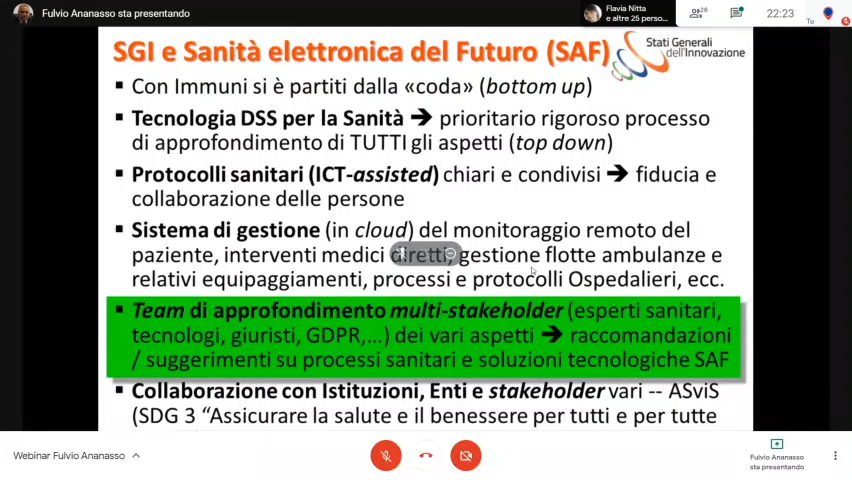 Fulvio Ananasso sta presentando
Flavia Nitta
e altre 25 perso...
28
22:23
Tu
SGI e Sanità elettronica del Futuro (SAF)
Stati Generali
dell'Innovazione
▪ Con Immuni si è partiti dalla «coda» (bottom up)
▪ Tecnologia DSS per la Sanità ➔ prioritario rigoroso processo
di approfondimento di TUTTI gli aspetti (top down)
▪ Protocolli sanitari (ICT-assisted) chiari e condivisi ➔ fiducia e
collaborazione delle persone
▪ Sistema di gestione (in cloud) del monitoraggio remoto del
paziente, interventi medici diretti, gestione flotte ambulanze e
relativi equipaggiamenti, processi e protocolli Ospedalieri, ecc.
▪ Team di approfondimento multi-stakeholder (esperti sanitari,
tecnologi, giuristi, GDPR,...) dei vari aspetti ➔ raccomandazioni
/ suggerimenti su processi sanitari e soluzioni tecnologiche SAF
▪ Collaborazione con Istituzioni, Enti e stakeholder vari -- ASviS
(SDG 3 “Assicurare la salute e il benessere per tutti e per tutte
Webinar Fulvio Ananasso
Fulvio Ananasso
sta presentando